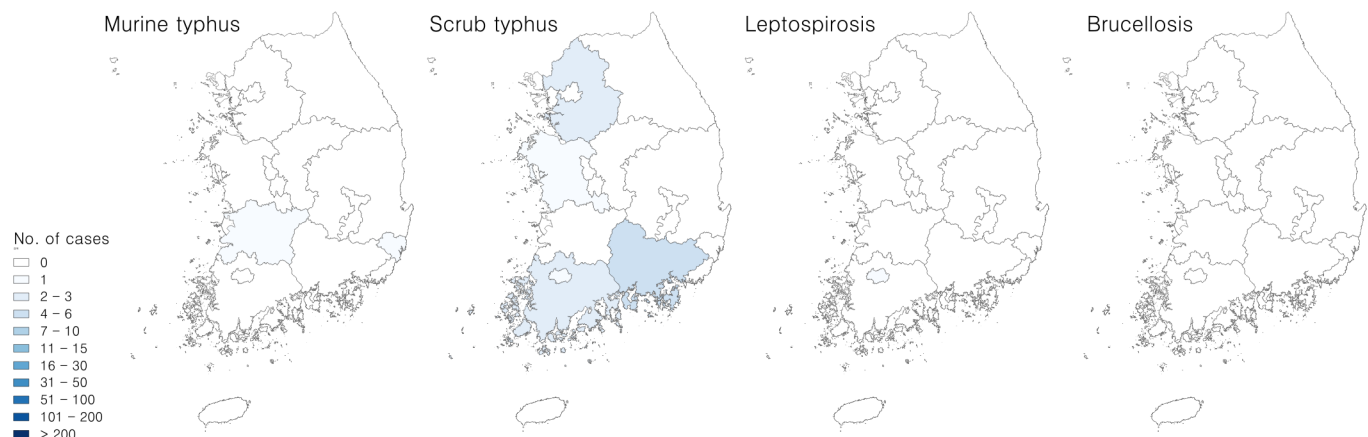 Murine typhus
Scrub typhus
Leptospirosis
Brucellosis
No. of cases
0
1
2 – 3
4 – 6
7 – 10
11 – 15
16 – 30
31 – 50
51 – 100
101 – 200
> 200